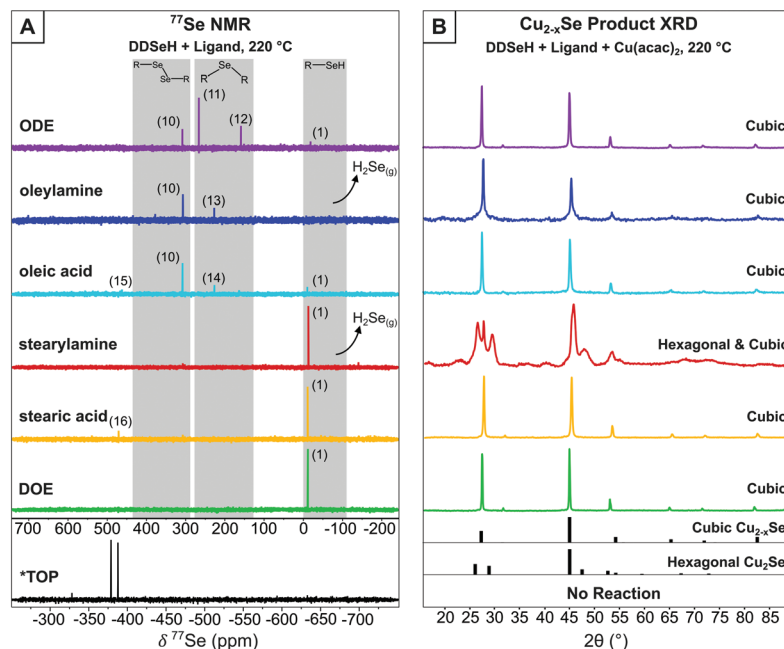 A
⁷⁷Se NMR
DDSeH + Ligand, 220 °C
R Se Se R
R Se R
R—SeH
ODE
(10)
(11)
(12)
(1)
oleylamine
(10)
(13)
H₂Se(g)
oleic acid
(15)
(10)
(14)
(1)
stearylamine
(1)
H₂Se(g)
stearic acid
(16)
(1)
DOE
(1)
700 600 500 400 300 200 100 0 -100 -200
*TOP
-300 -350 -400 -450 -500 -550 -600 -650 -700
δ ⁷⁷Se (ppm)
B
Cu₂₋ₓSe Product XRD
DDSeH + Ligand + Cu(acac)₂, 220 °C
Cubic
Cubic
Cubic
Hexagonal & Cubic
Cubic
Cubic
Cubic Cu₂₋ₓSe
Hexagonal Cu₂Se
No Reaction
20 25 30 35 40 45 50 55 60 65 70 75 80 85
2θ (°)